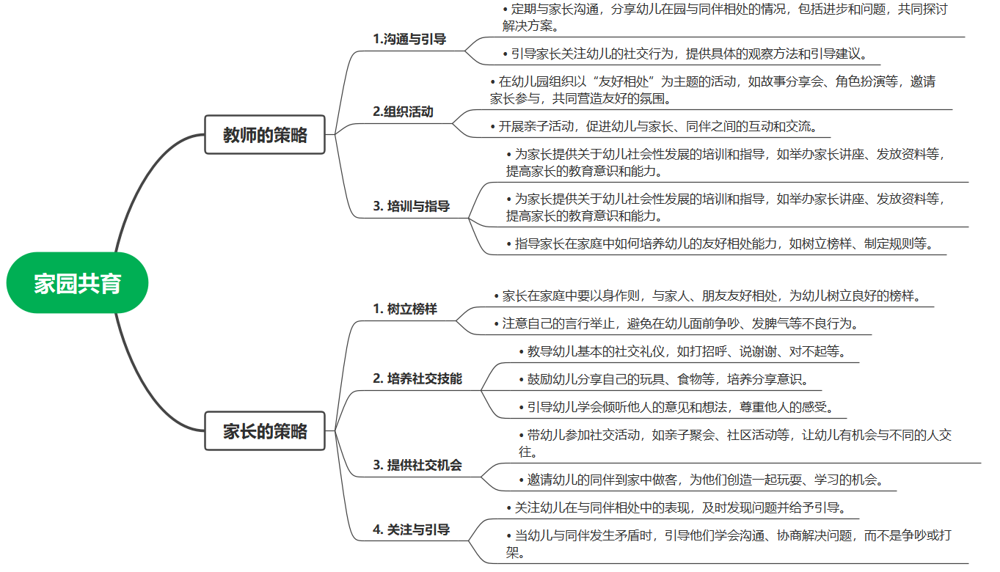 家园共育
教师的策略
1.沟通与引导
• 定期与家长沟通，分享幼儿在园与同伴相处的情况，包括进步和问题，共同探讨
解决方案。
• 引导家长关注幼儿的社交行为，提供具体的观察方法和引导建议。
2.组织活动
• 在幼儿园组织以“友好相处”为主题的活动，如故事分享会、角色扮演等，邀请
家长参与，共同营造友好的氛围。
• 开展亲子活动，促进幼儿与家长、同伴之间的互动和交流。
3. 培训与指导
• 为家长提供关于幼儿社会性发展的培训和指导，如举办家长讲座、发放资料等，
提高家长的教育意识和能力。
• 为家长提供关于幼儿社会性发展的培训和指导，如举办家长讲座、发放资料等，
提高家长的教育意识和能力。
• 指导家长在家庭中如何培养幼儿的友好相处能力，如树立榜样、制定规则等。
家长的策略
1. 树立榜样
• 家长在家庭中要以身作则，与家人、朋友友好相处，为幼儿树立良好的榜样。
• 注意自己的言行举止，避免在幼儿面前争吵、发脾气等不良行为。
2. 培养社交技能
• 教导幼儿基本的社交礼仪，如打招呼、说谢谢、对不起等。
• 鼓励幼儿分享自己的玩具、食物等，培养分享意识。
• 引导幼儿学会倾听他人的意见和想法，尊重他人的感受。
3. 提供社交机会
• 带幼儿参加社交活动，如亲子聚会、社区活动等，让幼儿有机会与不同的人交
往。
• 邀请幼儿的同伴到家中做客，为他们创造一起玩耍、学习的机会。
4. 关注与引导
• 关注幼儿在与同伴相处中的表现，及时发现问题并给予引导。
• 当幼儿与同伴发生矛盾时，引导他们学会沟通、协商解决问题，而不是争吵或打
架。